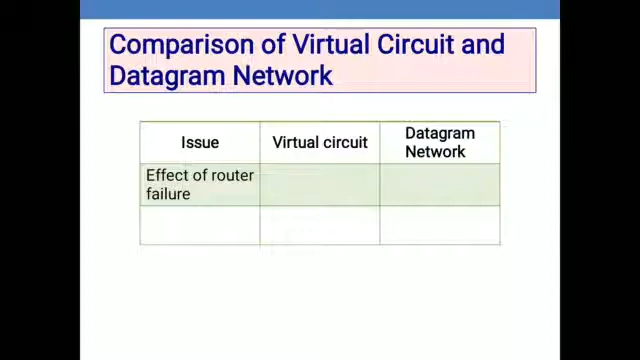 Comparison of Virtual Circuit and
Datagram Network
Issue
Virtual circuit
Datagram
Network
Effect of router
failure